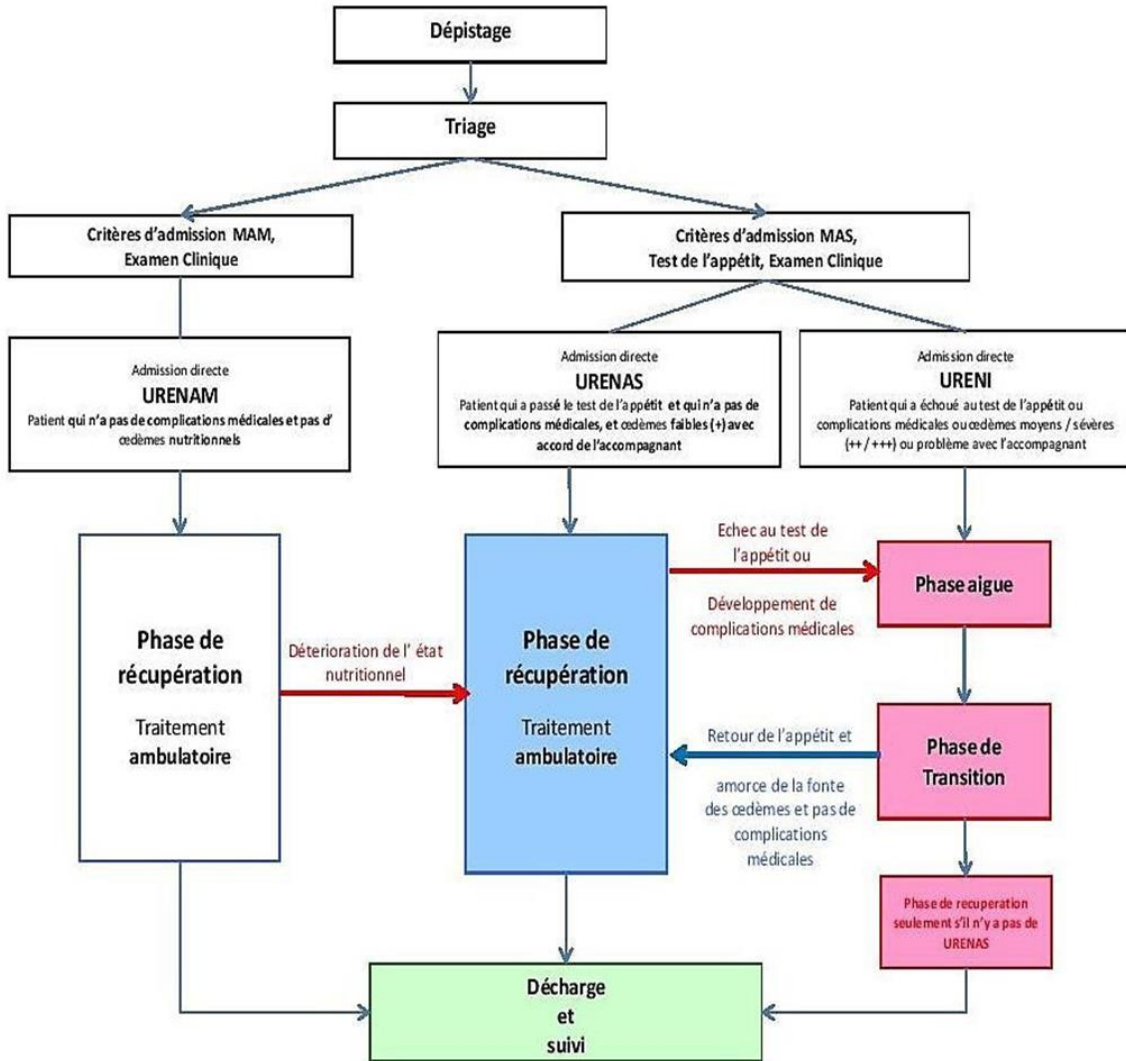 Dépistage
Triage
Critères d'admission MAM,
Examen Clinique
Critères d'admission MAS,
Test de l'appétit, Examen Clinique
Admission directe
URENAM
Patient qui n'a pas de complications médicales et pas d'
œdèmes nutritionnels
Admission directe
URENAS
Patient qui a passé le test de l'appétit et qui n'a pas de
complications médicales, et œdèmes faibles (+) avec
accord de l'accompagnant
Admission directe
URENI
Patient qui a échoué au test de l'appétit ou
complications médicales ou œdèmes moyens / sévères
(++ / +++) ou problème avec l'accompagnant
Phase de
récupération
Traitement
ambulatoire
Déterioration de l' état
nutritionnel
Phase de
récupération
Traitement
ambulatoire
Echec au test de
l'appétit ou
Développement de
complications médicales
Phase aigue
Retour de l'appétit et
amorce de la fonte
des œdèmes et pas de
complications
médicales
Phase de
Transition
Phase de recuperation
seulement s'il n'y a pas de
URENAS
Décharge
et
suivi